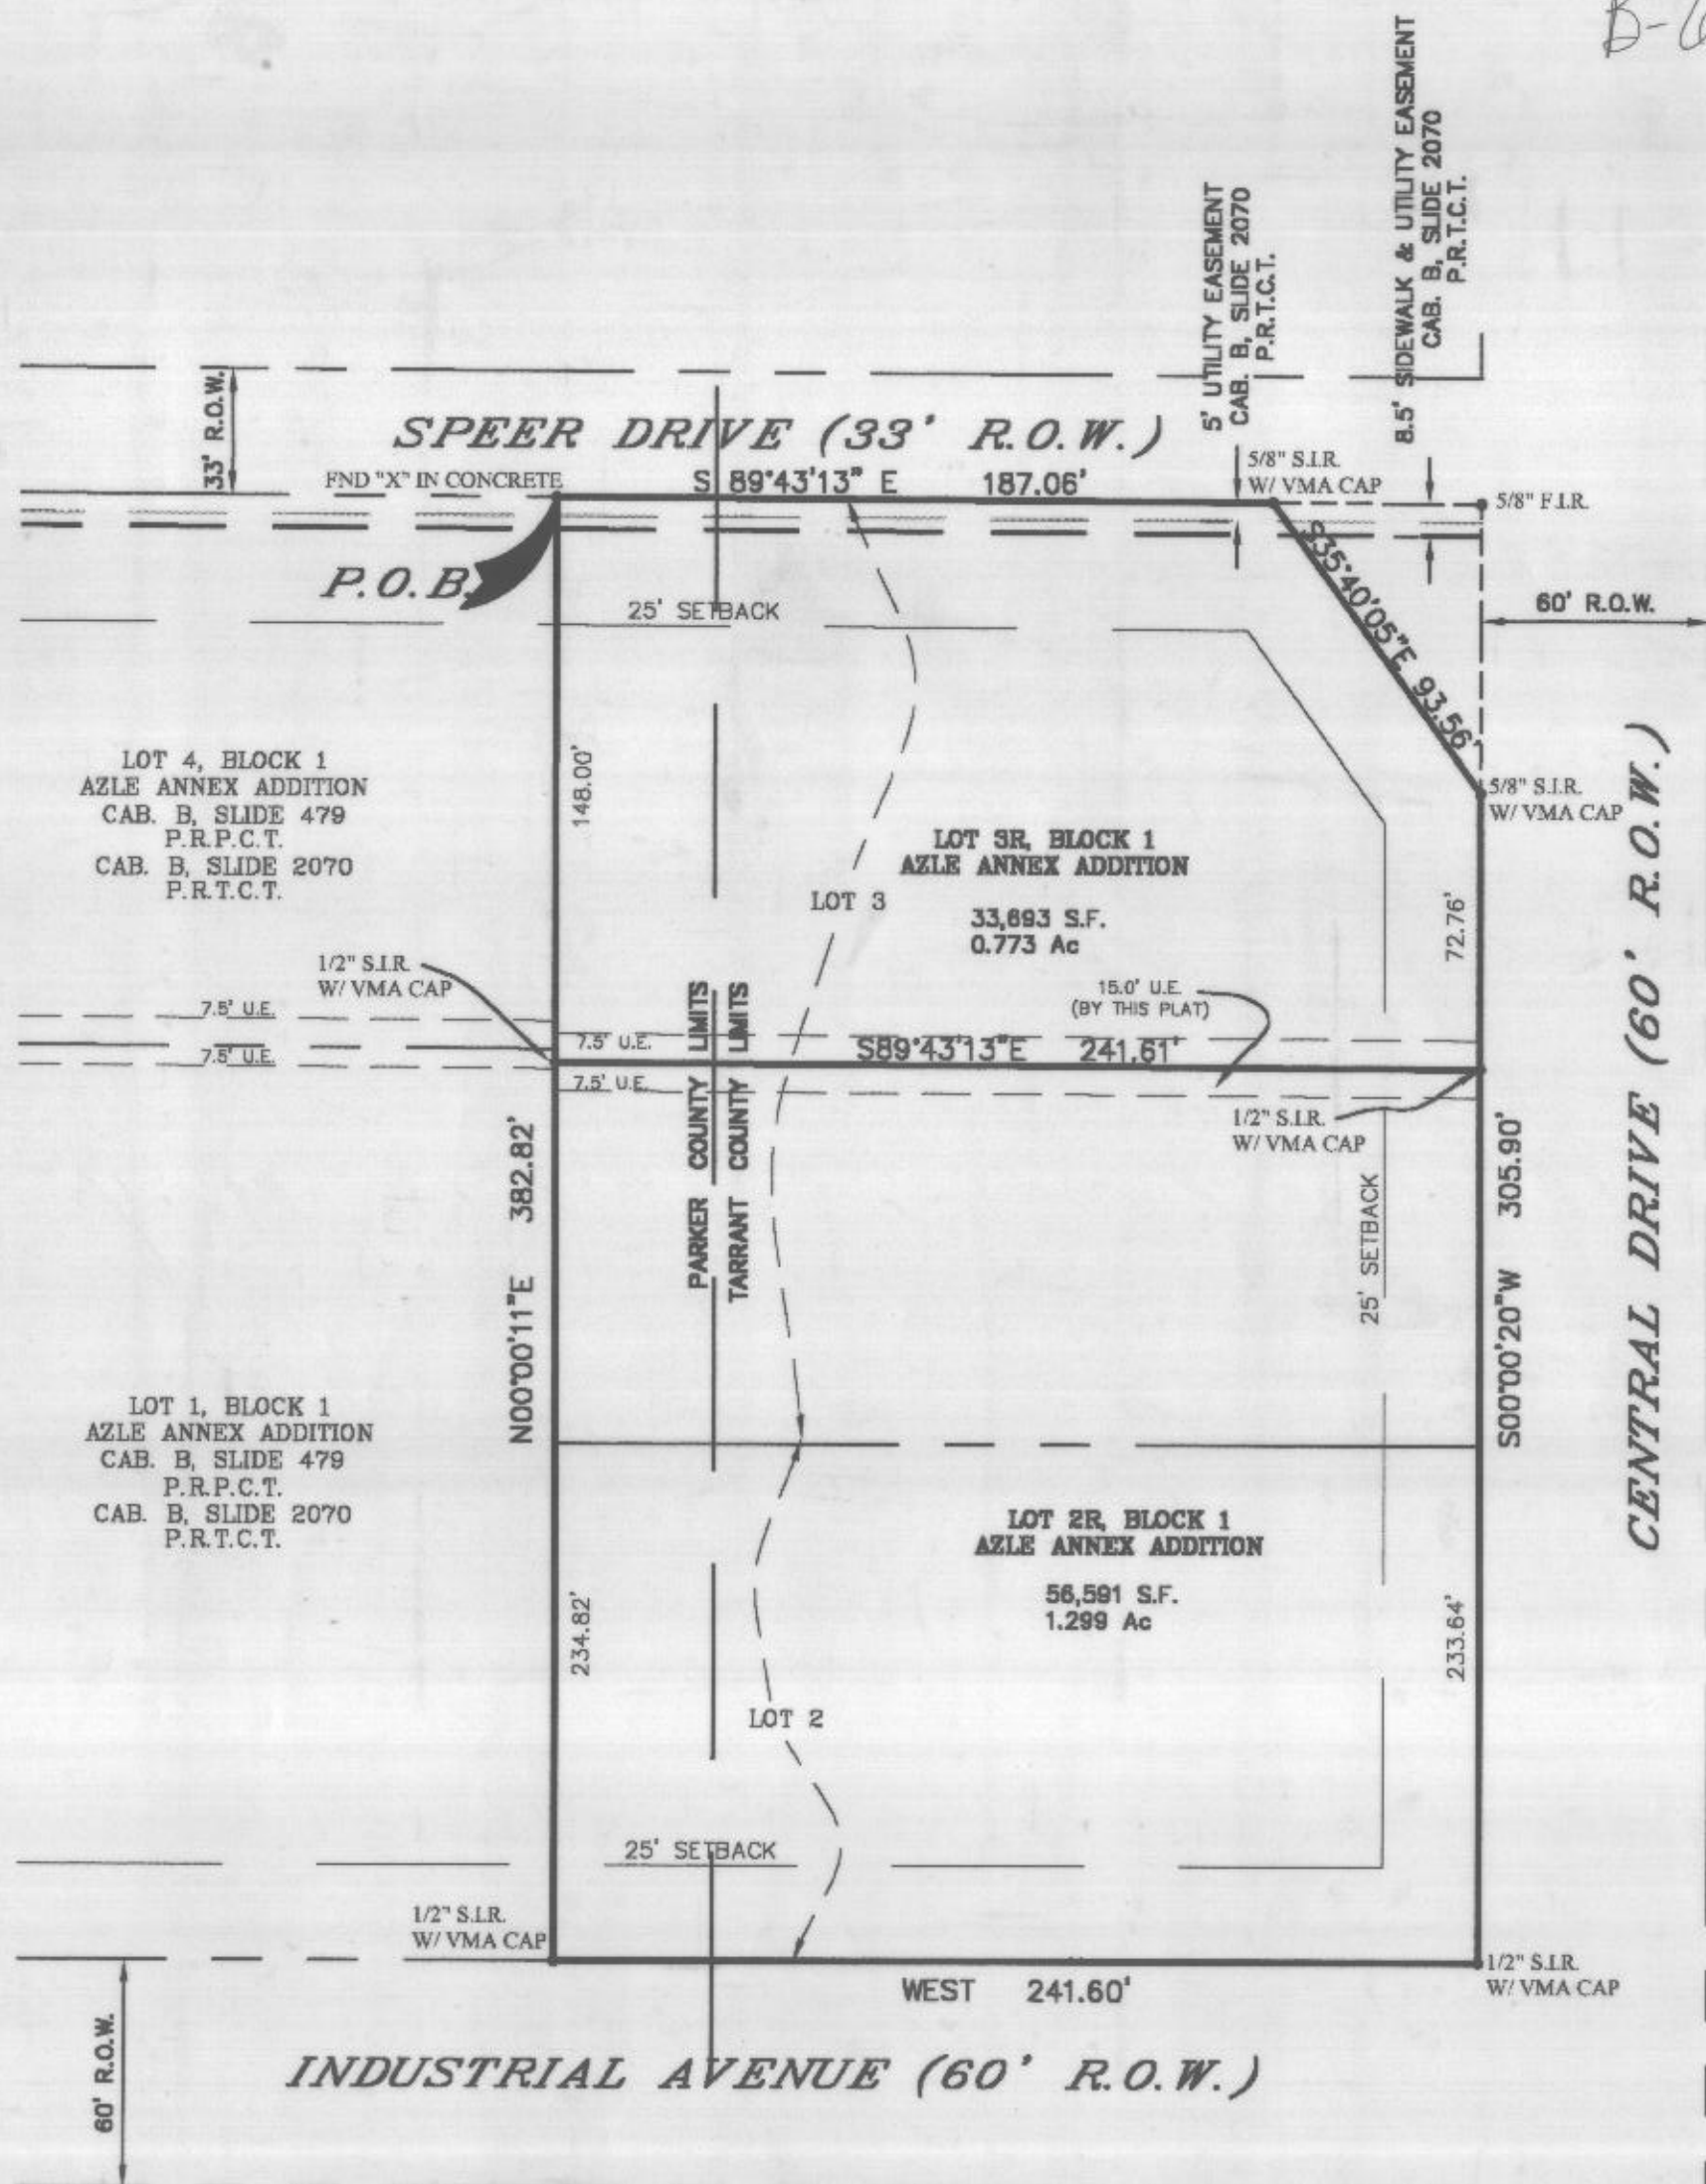 5' UTILITY EASEMENT
CAB. B, SLIDE 2070
P.R.T.C.T.
8.5' SIDEWALK & UTILITY EASEMENT
CAB. B, SLIDE 2070
P.R.T.C.T.
33' R.O.W.
SPEER DRIVE (33' R.O.W.)
FND "X" IN CONCRETE
S 89°43'13" E 187.06'
5/8" S.I.R.
W/ VMA CAP
5/8" F.I.R.
P.O.B.
25' SETBACK
S35°40'05"E 93.56'
60' R.O.W.
LOT 4, BLOCK 1
AZLE ANNEX ADDITION
CAB. B, SLIDE 479
P.R.P.C.T.
CAB. B, SLIDE 2070
P.R.T.C.T.
148.00'
5/8" S.I.R.
W/ VMA CAP
LOT 3R, BLOCK 1
AZLE ANNEX ADDITION
33,693 S.F.
0.773 Ac
LOT 3
72.76'
CENTRAL DRIVE (60' R.O.W.)
1/2" S.I.R.
W/ VMA CAP
7.5' U.E.
7.5' U.E.
15.0' U.E.
(BY THIS PLAT)
7.5' U.E.
S89°43'13"E 241.61'
7.5' U.E.
1/2" S.I.R.
W/ VMA CAP
PARKER COUNTY LIMITS
TARRANT COUNTY LIMITS
N00°00'11"E 382.82'
25' SETBACK
S00°00'20"W 305.90'
LOT 1, BLOCK 1
AZLE ANNEX ADDITION
CAB. B, SLIDE 479
P.R.P.C.T.
CAB. B, SLIDE 2070
P.R.T.C.T.
LOT 2R, BLOCK 1
AZLE ANNEX ADDITION
56,591 S.F.
1.299 Ac
234.82'
233.64'
LOT 2
25' SETBACK
1/2" S.I.R.
W/ VMA CAP
WEST 241.60'
1/2" S.I.R.
W/ VMA CAP
60' R.O.W.
INDUSTRIAL AVENUE (60' R.O.W.)